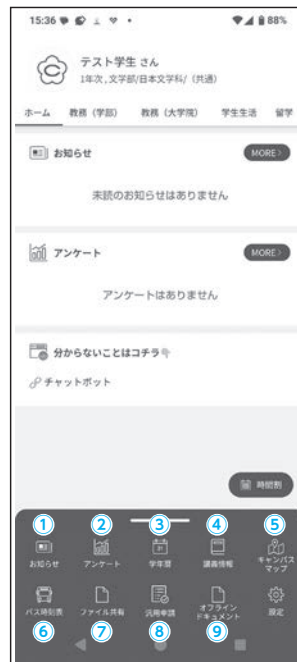 15:36 88%
テスト学生 さん
1年次,文学部/日本文学科/（共通）
ホーム 教務（学部） 教務（大学院） 学生生活 留学
お知らせ MORE〉
未読のお知らせはありません
アンケート MORE〉
アンケートはありません
分からないことはコチラ
チャットボット
時間割
① ② ③ ④ ⑤
お知らせ アンケート 学年暦 講義情報 キャンパス
マップ
バス時刻表 ファイル共有 汎用申請 オフライン
ドキュメント 設定
⑥ ⑦ ⑧ ⑨